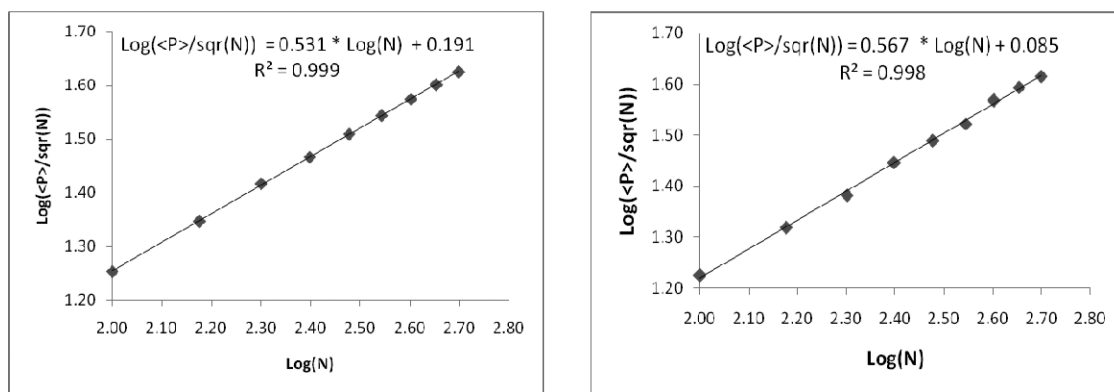 1.70
Log(<P>/sqr(N)) = 0.531 * Log(N) + 0.191
R² = 0.999
1.60
1.50
1.40
1.30
1.20
Log(<P>/sqr(N))
2.00 2.10 2.20 2.30 2.40 2.50 2.60 2.70 2.80
Log(N)
1.70
Log(<P>/sqr(N)) = 0.567 * Log(N) + 0.085
R² = 0.998
1.60
1.50
1.40
1.30
1.20
Log(<P>/sqr(N))
2.00 2.10 2.20 2.30 2.40 2.50 2.60 2.70 2.80
Log(N)